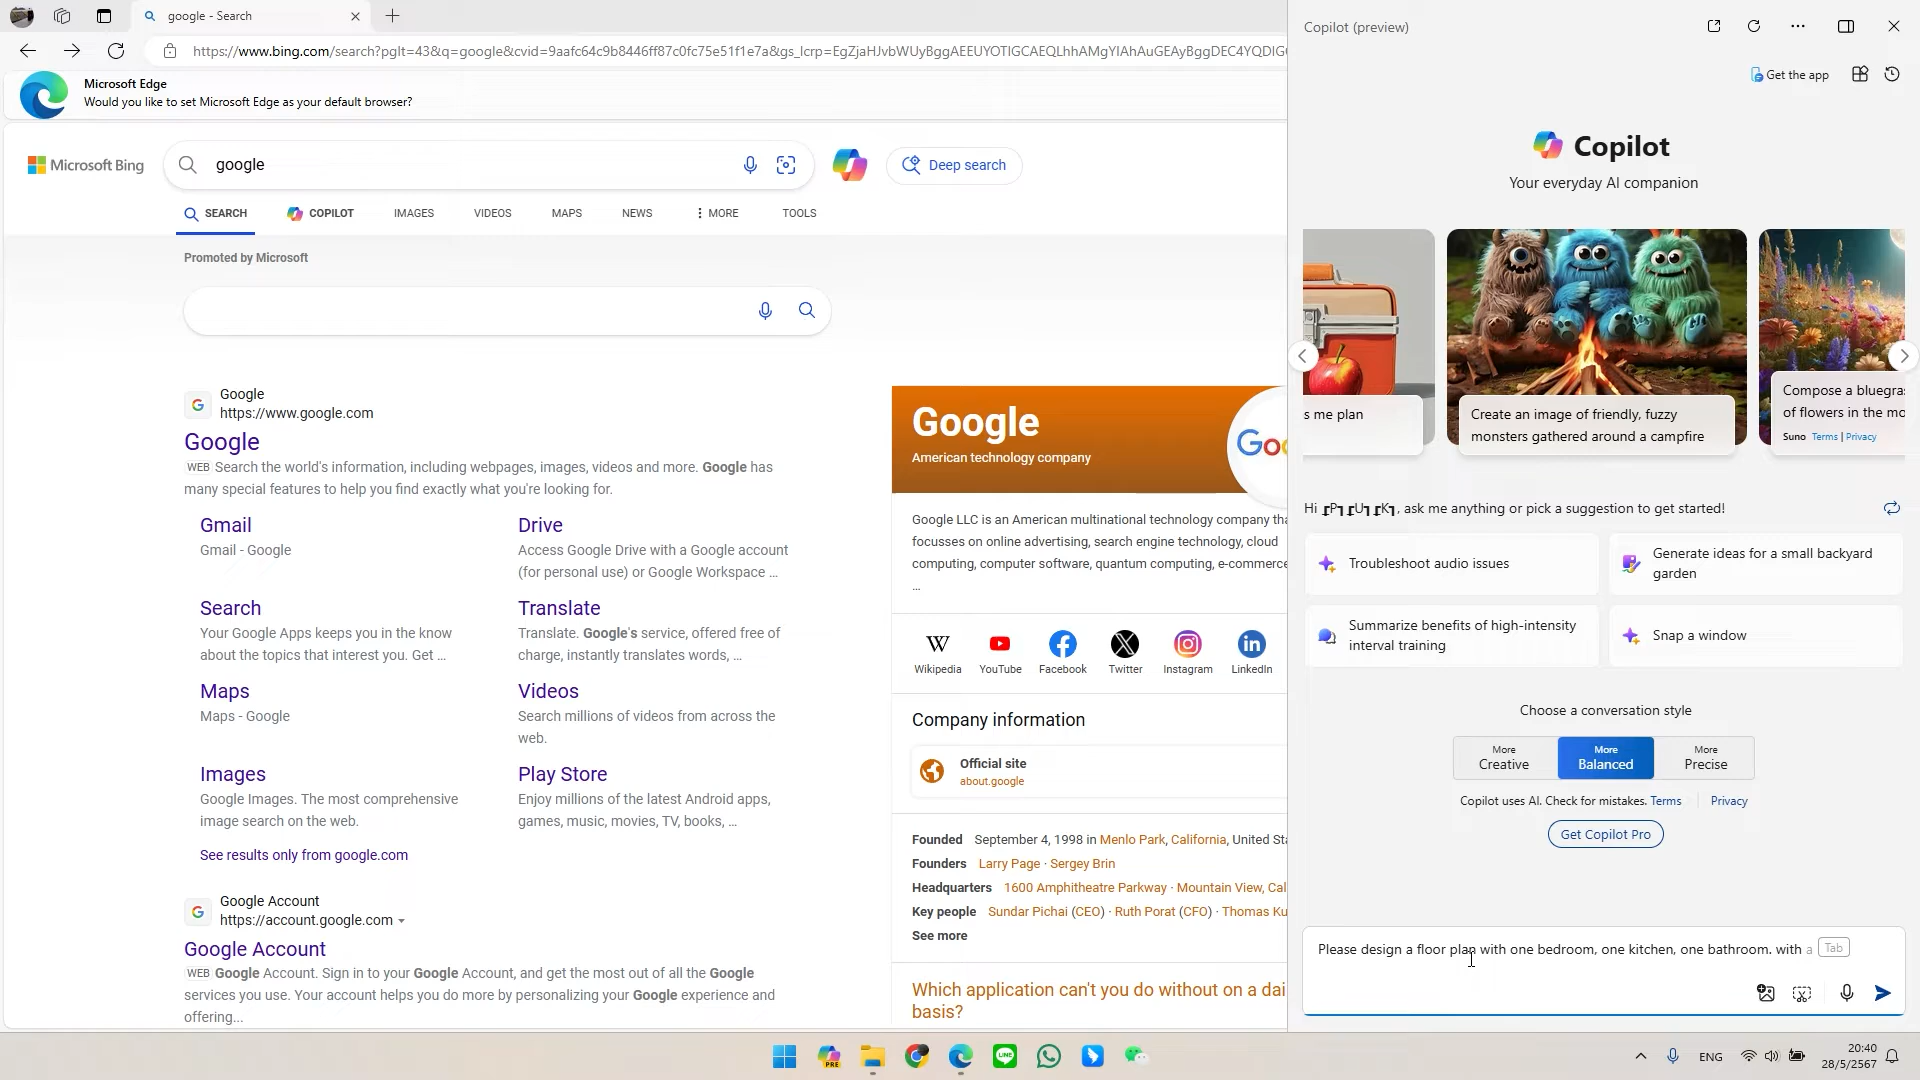 google - Search
https://www.bing.com/search?pglt=43&q=google&cvid=9aafc64c9b8446ff87c0fc75e51f1e7a&gs_lcrp=EgZjaHJvbWUyBggAEEUYOTIGCAEQLhhAMgYIAhAuGEAyBggDEC4YQDIG
Microsoft Edge
Would you like to set Microsoft Edge as your default browser?
Microsoft Bing
google
Deep search
SEARCH
COPILOT
IMAGES
VIDEOS
MAPS
NEWS
MORE
TOOLS
Promoted by Microsoft
Google
https://www.google.com
Google
WEB Search the world's information, including webpages, images, videos and more. Google has
many special features to help you find exactly what you're looking for.
Gmail
Gmail - Google
Drive
Access Google Drive with a Google account
(for personal use) or Google Workspace ...
Search
Your Google Apps keeps you in the know
about the topics that interest you. Get ...
Translate
Translate. Google's service, offered free of
charge, instantly translates words, ...
Maps
Maps - Google
Videos
Search millions of videos from across the
web.
Images
Google Images. The most comprehensive
image search on the web.
Play Store
Enjoy millions of the latest Android apps,
games, music, movies, TV, books, ...
See results only from google.com
Google Account
https://account.google.com
Google Account
WEB Google Account. Sign in to your Google Account, and get the most out of all the Google
services you use. Your account helps you do more by personalizing your Google experience and
offering...
Google
American technology company
Goo
Google LLC is an American multinational technology company tha
focusses on online advertising, search engine technology, cloud
computing, computer software, quantum computing, e-commerce
...
Wikipedia
YouTube
Facebook
Twitter
Instagram
LinkedIn
Company information
Official site
about.google
Founded September 4, 1998 in Menlo Park, California, United Sta
Founders Larry Page · Sergey Brin
Headquarters 1600 Amphitheatre Parkway · Mountain View, Cal
Key people Sundar Pichai (CEO) · Ruth Porat (CFO) · Thomas Ku
See more
Which application can't you do without on a dai
basis?
Copilot (preview)
Get the app
Copilot
Your everyday AI companion
s me plan
Create an image of friendly, fuzzy
monsters gathered around a campfire
Compose a bluegra
of flowers in the mo
Suno Terms | Privacy
Hi ┎P┒┎U┒┎K┒, ask me anything or pick a suggestion to get started!
Troubleshoot audio issues
Generate ideas for a small backyard
garden
Summarize benefits of high-intensity
interval training
Snap a window
Choose a conversation style
More
Creative
More
Balanced
More
Precise
Copilot uses AI. Check for mistakes. Terms | Privacy
Get Copilot Pro
Please design a floor plan with one bedroom, one kitchen, one bathroom. with a Tab
PRE
LINE
ENG
20:40
28/5/2567